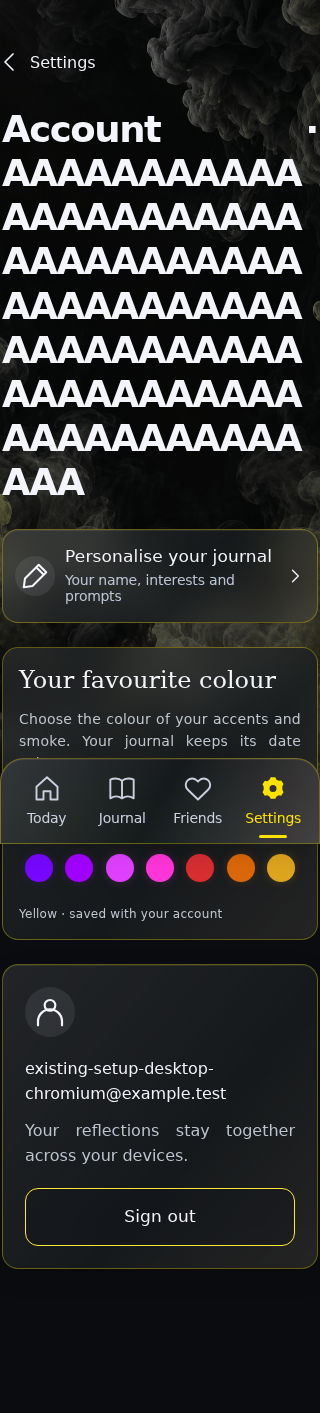 Settings
Account ·
AAAAAAAAAAA
AAAAAAAAAAA
AAAAAAAAAAA
AAAAAAAAAAA
AAAAAAAAAAA
AAAAAAAAAAA
AAAAAAAAAAA
AAA
Personalise your journal
Your name, interests and
prompts
Your favourite colour
Choose the colour of your accents and
smoke. Your journal keeps its date
Today Journal Friends Settings
Yellow · saved with your account
existing-setup-desktop-
chromium@example.test
Your reflections stay together
across your devices.
Sign out